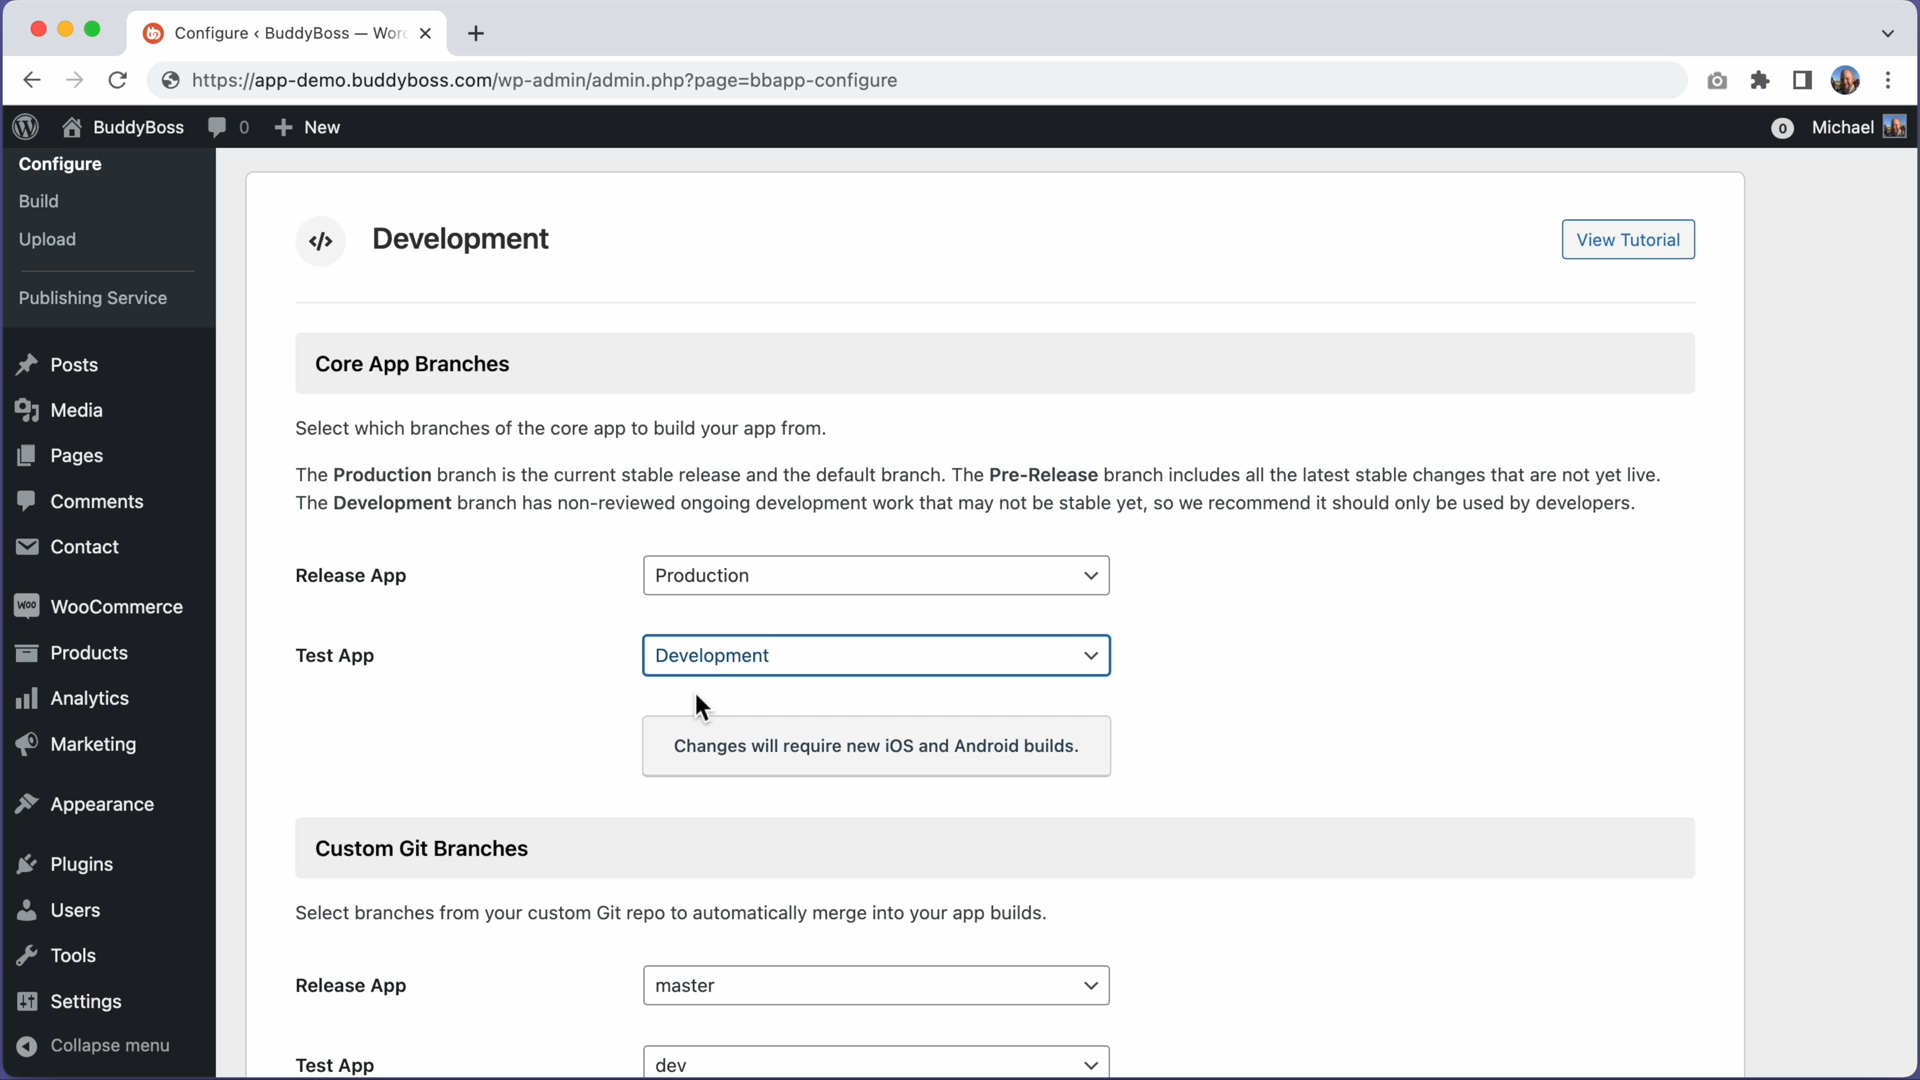 Configure ‹ BuddyBoss — Word
https://app-demo.buddyboss.com/wp-admin/admin.php?page=bbapp-configure
BuddyBoss 0 New 0 Michael
Configure
Build
Upload
Publishing Service
Posts
Media
Pages
Comments
Contact
WOO WooCommerce
Products
Analytics
Marketing
Appearance
Plugins
Users
Tools
Settings
Collapse menu
</> Development View Tutorial
Core App Branches
Select which branches of the core app to build your app from.
The Production branch is the current stable release and the default branch. The Pre-Release branch includes all the latest stable changes that are not yet live.
The Development branch has non-reviewed ongoing development work that may not be stable yet, so we recommend it should only be used by developers.
Release App Production
Test App Development
Changes will require new iOS and Android builds.
Custom Git Branches
Select branches from your custom Git repo to automatically merge into your app builds.
Release App master
Test App dev